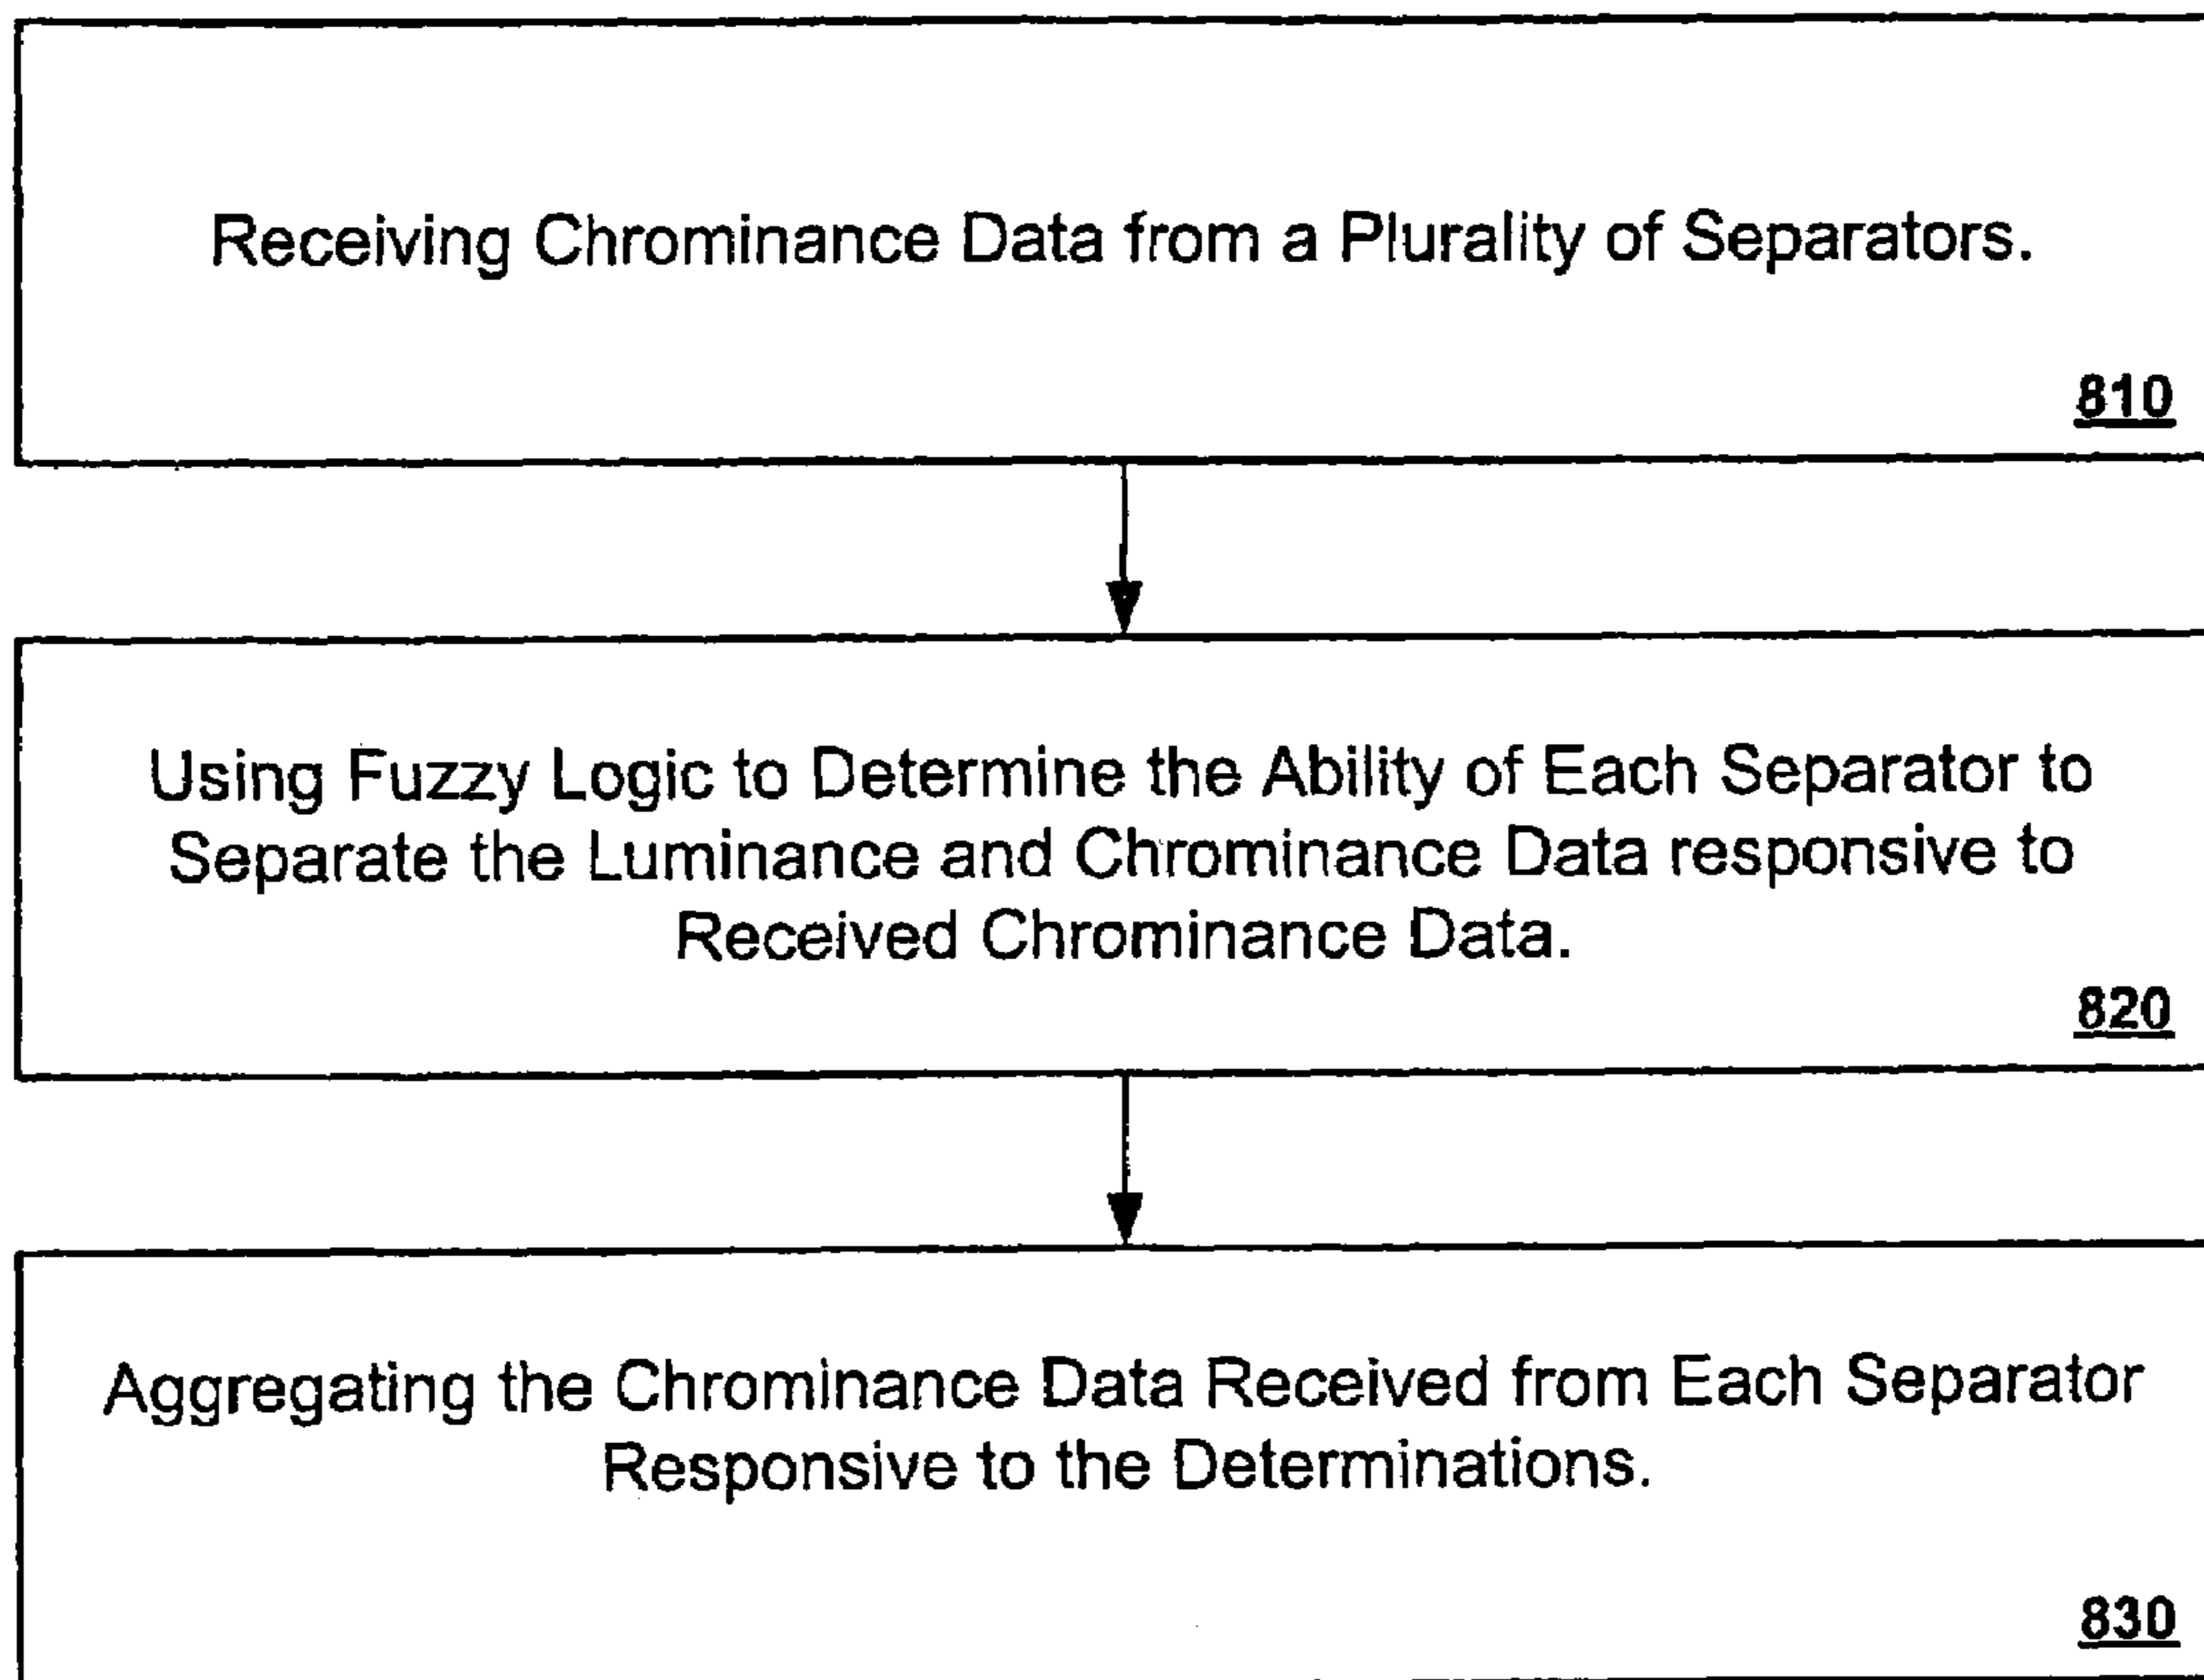 Receiving Chrominance Data from a Plurality of Separators.
810
Using Fuzzy Logic to Determine the Ability of Each Separator to
Separate the Luminance and Chrominance Data responsive to
Received Chrominance Data.
820
Aggregating the Chrominance Data Received from Each Separator
Responsive to the Determinations.
830